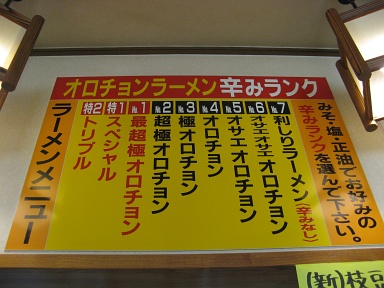 オロチョンラーメン辛みランク
みそ・塩・正油でお好みの
辛みランクを選んで下さい。
№7 利しりラーメン(辛みなし)
№6 オサエオサエオロチョン
№5 オサエオロチョン
№4 オロチョン
№3 極オロチョン
№2 超極オロチョン
№1 最超極オロチョン
特1 スペシャル
特2 トリプル
ラーメンメニュー
(新)枝豆